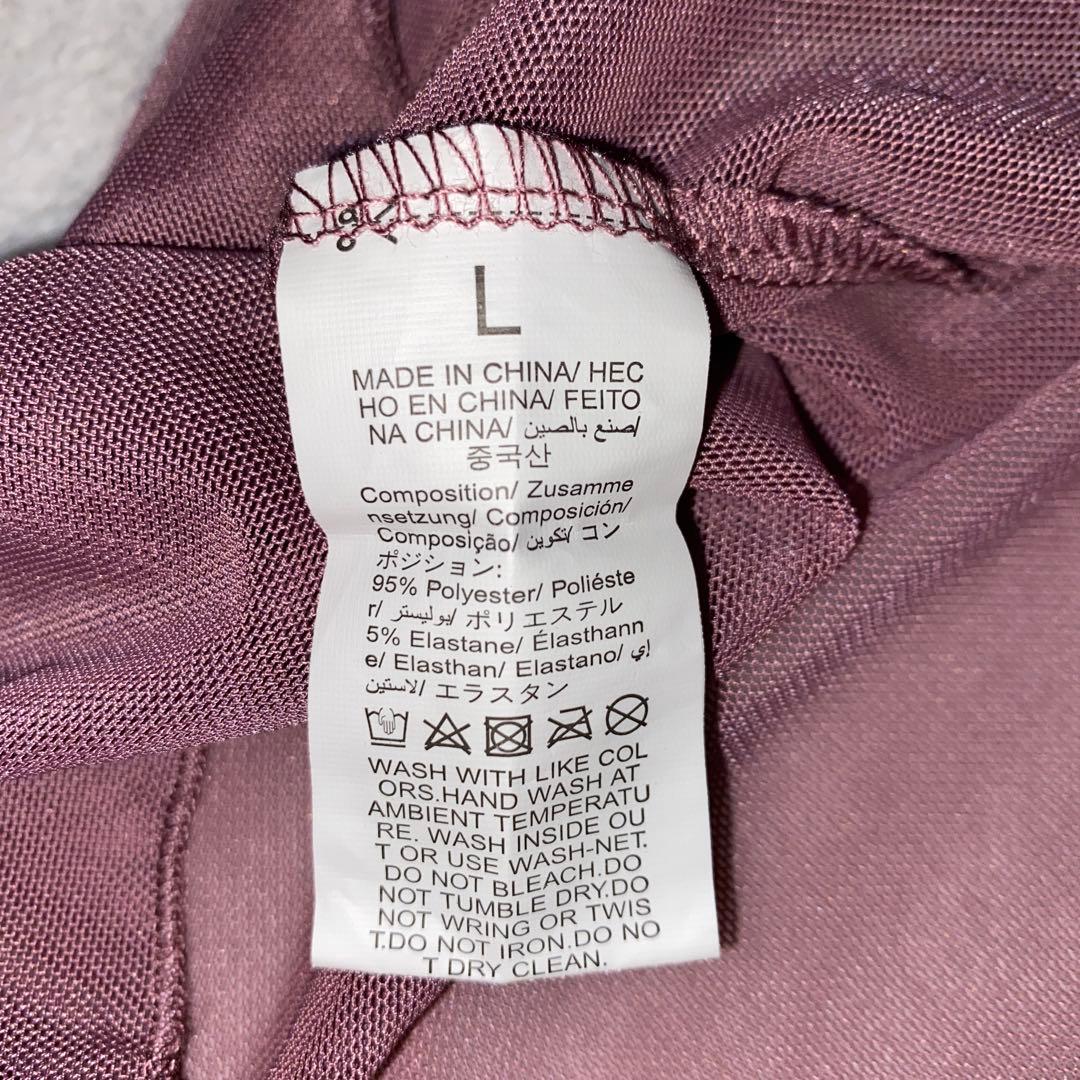 L
MADE IN CHINA/ HEC
HO EN CHINA/ FEITO
NA CHINA/ صنع بالصين/
중국산
Composition/ Zusamme
nsetzung/ Composición/
Composição/ تكوين/ コン
ポジション:
95% Polyester/ Poliéste
r/ بوليستر/ ポリエステル
5% Elastane/ Élasthann
e/ Elasthan/ Elastano/ إي
لاستين/ エラスタン
WASH WITH LIKE COL
ORS.HAND WASH AT
AMBIENT TEMPERATU
RE. WASH INSIDE OU
T OR USE WASH-NET.
DO NOT BLEACH.DO
NOT TUMBLE DRY.DO
NOT WRING OR TWIS
T.DO NOT IRON.DO NO
T DRY CLEAN.